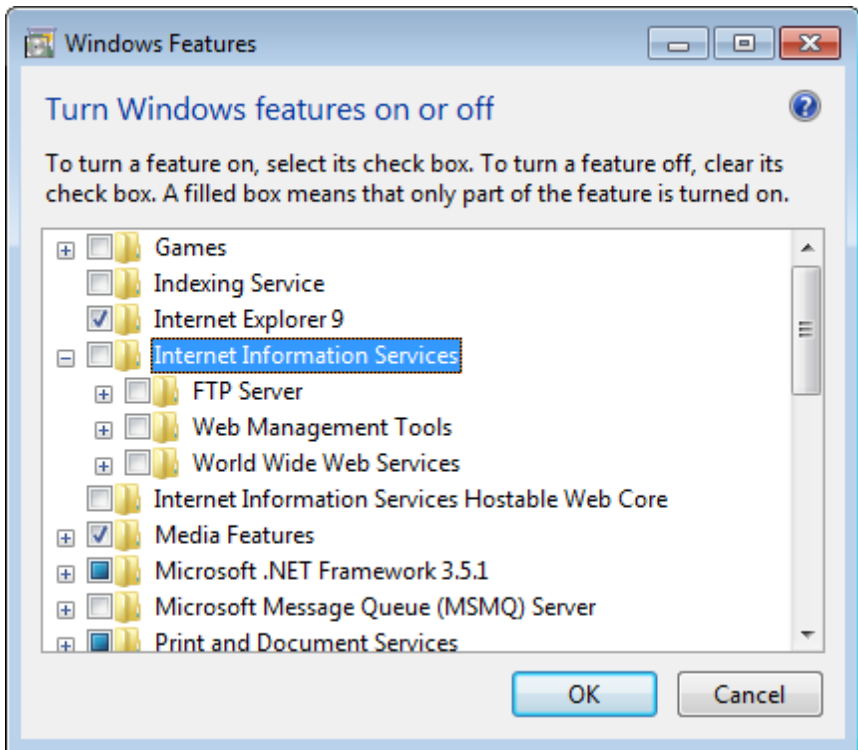 Windows Features
Turn Windows features on or off
To turn a feature on, select its check box. To turn a feature off, clear its
check box. A filled box means that only part of the feature is turned on.
Games
Indexing Service
Internet Explorer 9
Internet Information Services
FTP Server
Web Management Tools
World Wide Web Services
Internet Information Services Hostable Web Core
Media Features
Microsoft .NET Framework 3.5.1
Microsoft Message Queue (MSMQ) Server
Print and Document Services
OK Cancel